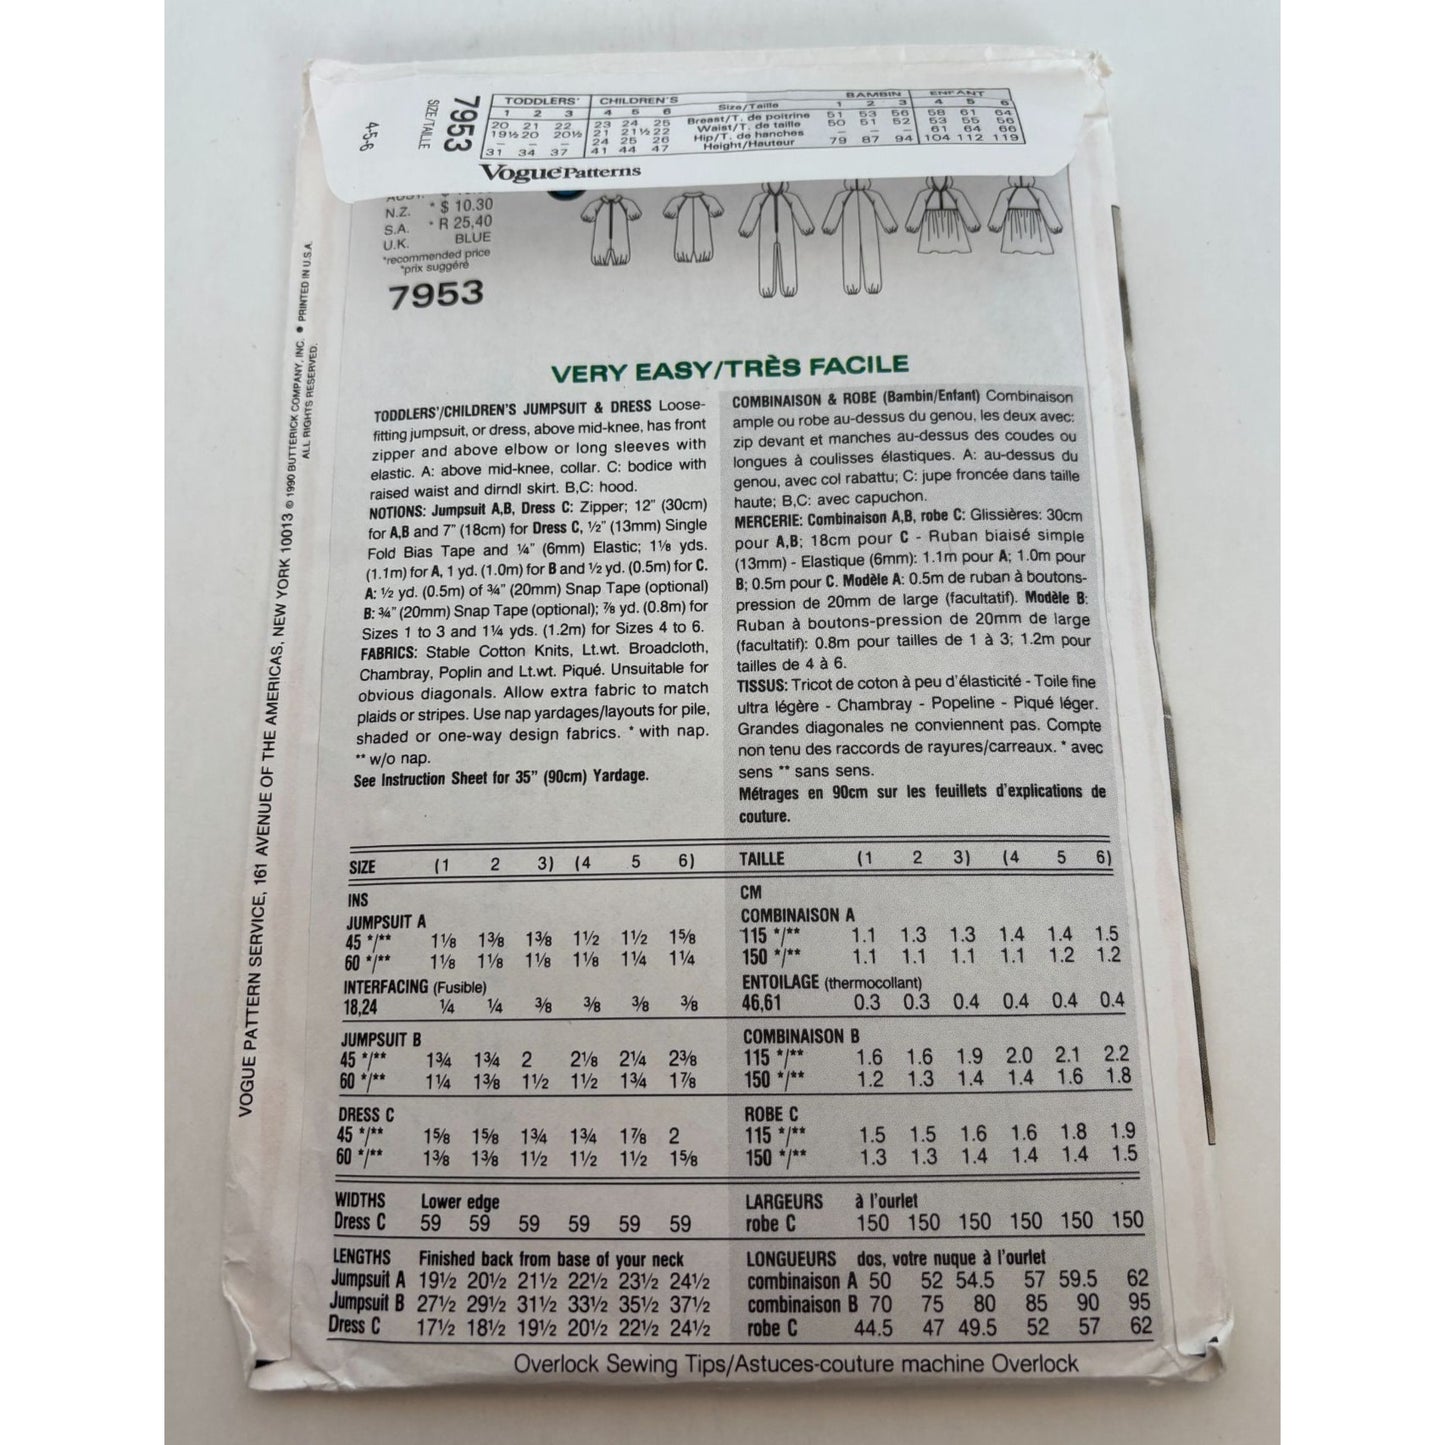 7953
SIZE/TAILLE
4-5-6
TODDLERS' CHILDREN'S Size/Taille BAMBIN ENFANT
1 2 3 4 5 6 1 2 3 4 5 6
20 21 22 23 24 25 Breast/T. de poitrine 51 53 56 58 61 64
19½ 20 20½ 21 21½ 22 Waist/T. de taille 50 51 52 53 55 56
– – – 24 25 26 Hip/T. de hanches – – – 61 64 66
31 34 37 41 44 47 Height/Hauteur 79 87 94 104 112 119
Vogue Patterns
N.Z. * $ 10.30
S.A. * R 25,40
U.K. BLUE
*recommended price
*prix suggéré
7953
VOGUE PATTERN SERVICE, 161 AVENUE OF THE AMERICAS, NEW YORK 10013 © 1990 BUTTERICK COMPANY, INC. ● PRINTED IN U.S.A.
ALL RIGHTS RESERVED.
VERY EASY/TRÈS FACILE
TODDLERS'/CHILDREN'S JUMPSUIT & DRESS Loose-
fitting jumpsuit, or dress, above mid-knee, has front
zipper and above elbow or long sleeves with
elastic. A: above mid-knee, collar. C: bodice with
raised waist and dirndl skirt. B,C: hood.
NOTIONS: Jumpsuit A,B, Dress C: Zipper; 12" (30cm)
for A,B and 7" (18cm) for Dress C, ½" (13mm) Single
Fold Bias Tape and ¼" (6mm) Elastic; 1⅛ yds.
(1.1m) for A, 1 yd. (1.0m) for B and ½ yd. (0.5m) for C.
A: ½ yd. (0.5m) of ¾" (20mm) Snap Tape (optional)
B: ¾" (20mm) Snap Tape (optional); ⅞ yd. (0.8m) for
Sizes 1 to 3 and 1¼ yds. (1.2m) for Sizes 4 to 6.
FABRICS: Stable Cotton Knits, Lt.wt. Broadcloth,
Chambray, Poplin and Lt.wt. Piqué. Unsuitable for
obvious diagonals. Allow extra fabric to match
plaids or stripes. Use nap yardages/layouts for pile,
shaded or one-way design fabrics. * with nap.
** w/o nap.
See Instruction Sheet for 35" (90cm) Yardage.
COMBINAISON & ROBE (Bambin/Enfant) Combinaison
ample ou robe au-dessus du genou, les deux avec:
zip devant et manches au-dessus des coudes ou
longues à coulisses élastiques. A: au-dessus du
genou, avec col rabattu; C: jupe froncée dans taille
haute; B,C: avec capuchon.
MERCERIE: Combinaison A,B, robe C: Glissières: 30cm
pour A,B; 18cm pour C - Ruban biaisé simple
(13mm) - Elastique (6mm): 1.1m pour A; 1.0m pour
B; 0.5m pour C. Modèle A: 0.5m de ruban à boutons-
pression de 20mm de large (facultatif). Modèle B:
Ruban à boutons-pression de 20mm de large
(facultatif): 0.8m pour tailles de 1 à 3; 1.2m pour
tailles de 4 à 6.
TISSUS: Tricot de coton à peu d'élasticité - Toile fine
ultra légère - Chambray - Popeline - Piqué léger.
Grandes diagonales ne conviennent pas. Compte
non tenu des raccords de rayures/carreaux. * avec
sens ** sans sens.
Métrages en 90cm sur les feuillets d'explications de
couture.
SIZE (1 2 3) (4 5 6)
INS
JUMPSUIT A
45 */** 1⅛ 1⅜ 1⅜ 1½ 1½ 1⅝
60 */** 1⅛ 1⅛ 1⅛ 1⅛ 1¼ 1¼
INTERFACING (Fusible)
18,24 ¼ ¼ ⅜ ⅜ ⅜ ⅜
JUMPSUIT B
45 */** 1¾ 1¾ 2 2⅛ 2¼ 2⅜
60 */** 1¼ 1⅜ 1½ 1½ 1¾ 1⅞
DRESS C
45 */** 1⅝ 1⅝ 1¾ 1¾ 1⅞ 2
60 */** 1⅜ 1⅜ 1½ 1½ 1½ 1⅝
WIDTHS Lower edge
Dress C 59 59 59 59 59 59
LENGTHS Finished back from base of your neck
Jumpsuit A 19½ 20½ 21½ 22½ 23½ 24½
Jumpsuit B 27½ 29½ 31½ 33½ 35½ 37½
Dress C 17½ 18½ 19½ 20½ 22½ 24½
TAILLE (1 2 3) (4 5 6)
CM
COMBINAISON A
115 */** 1.1 1.3 1.3 1.4 1.4 1.5
150 */** 1.1 1.1 1.1 1.1 1.2 1.2
ENTOILAGE (thermocollant)
46,61 0.3 0.3 0.4 0.4 0.4 0.4
COMBINAISON B
115 */** 1.6 1.6 1.9 2.0 2.1 2.2
150 */** 1.2 1.3 1.4 1.4 1.6 1.8
ROBE C
115 */** 1.5 1.5 1.6 1.6 1.8 1.9
150 */** 1.3 1.3 1.4 1.4 1.4 1.5
LARGEURS à l'ourlet
robe C 150 150 150 150 150 150
LONGUEURS dos, votre nuque à l'ourlet
combinaison A 50 52 54.5 57 59.5 62
combinaison B 70 75 80 85 90 95
robe C 44.5 47 49.5 52 57 62
Overlock Sewing Tips/Astuces-couture machine Overlock